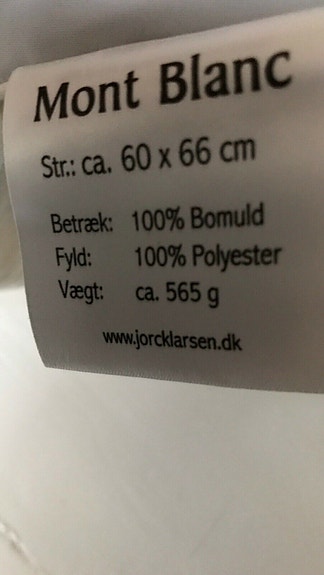 Mont Blanc
Str.: ca. 60 x 66 cm
Betræk: 100% Bomuld
Fyld: 100% Polyester
Vægt: ca. 565 g
www.jorcklarsen.dk